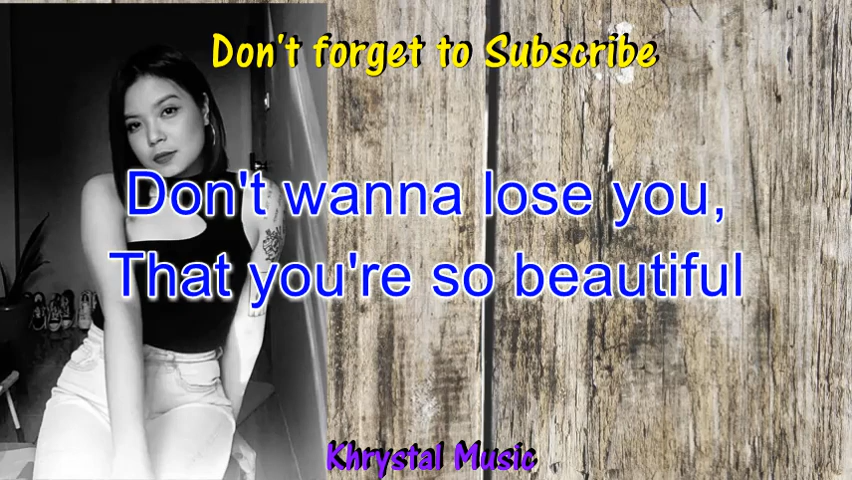 Don't forget to Subscribe
Don't wanna lose you,
That you're so beautiful
Khrystal Music